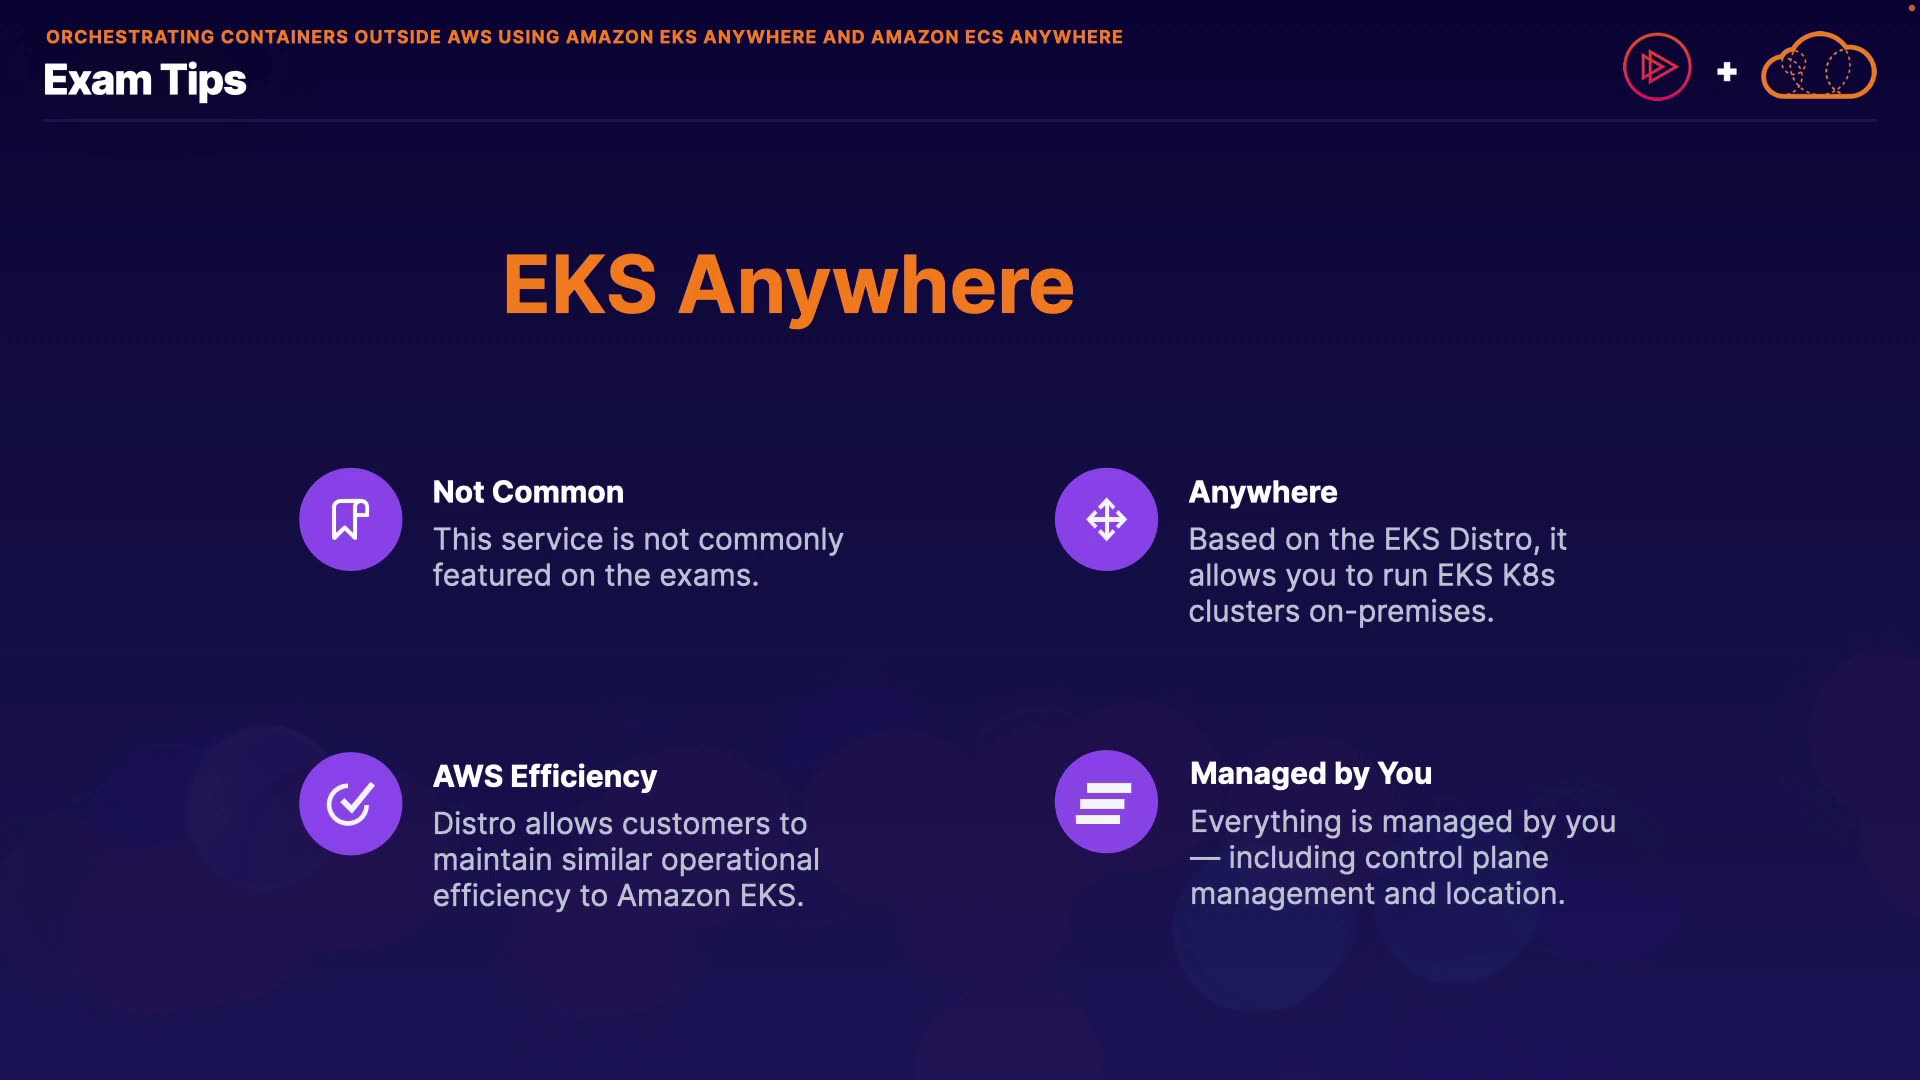 ORCHESTRATING CONTAINERS OUTSIDE AWS USING AMAZON EKS ANYWHERE AND AMAZON ECS ANYWHERE
Exam Tips
EKS Anywhere
Not Common
This service is not commonly
featured on the exams.
Anywhere
Based on the EKS Distro, it
allows you to run EKS K8s
clusters on-premises.
AWS Efficiency
Distro allows customers to
maintain similar operational
efficiency to Amazon EKS.
Managed by You
Everything is managed by you
— including control plane
management and location.